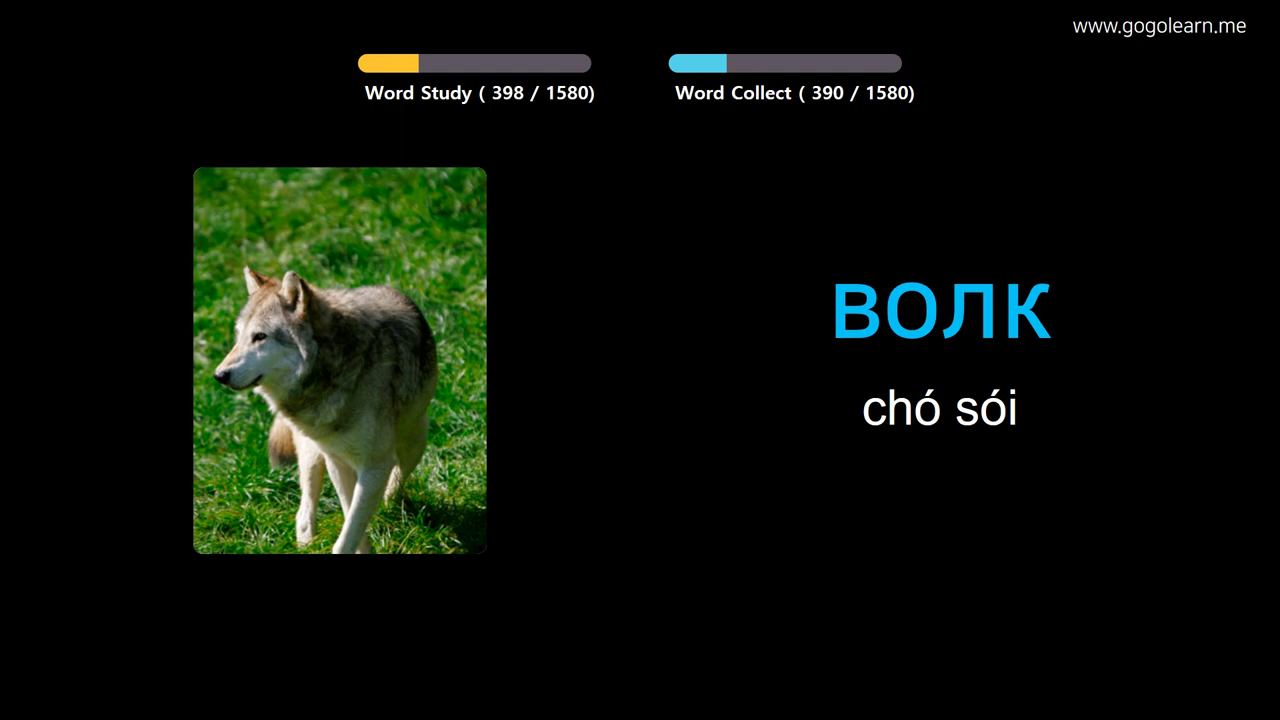 www.gogolearn.me
Word Study ( 398 / 1580)
Word Collect ( 390 / 1580)
волк
chó sói